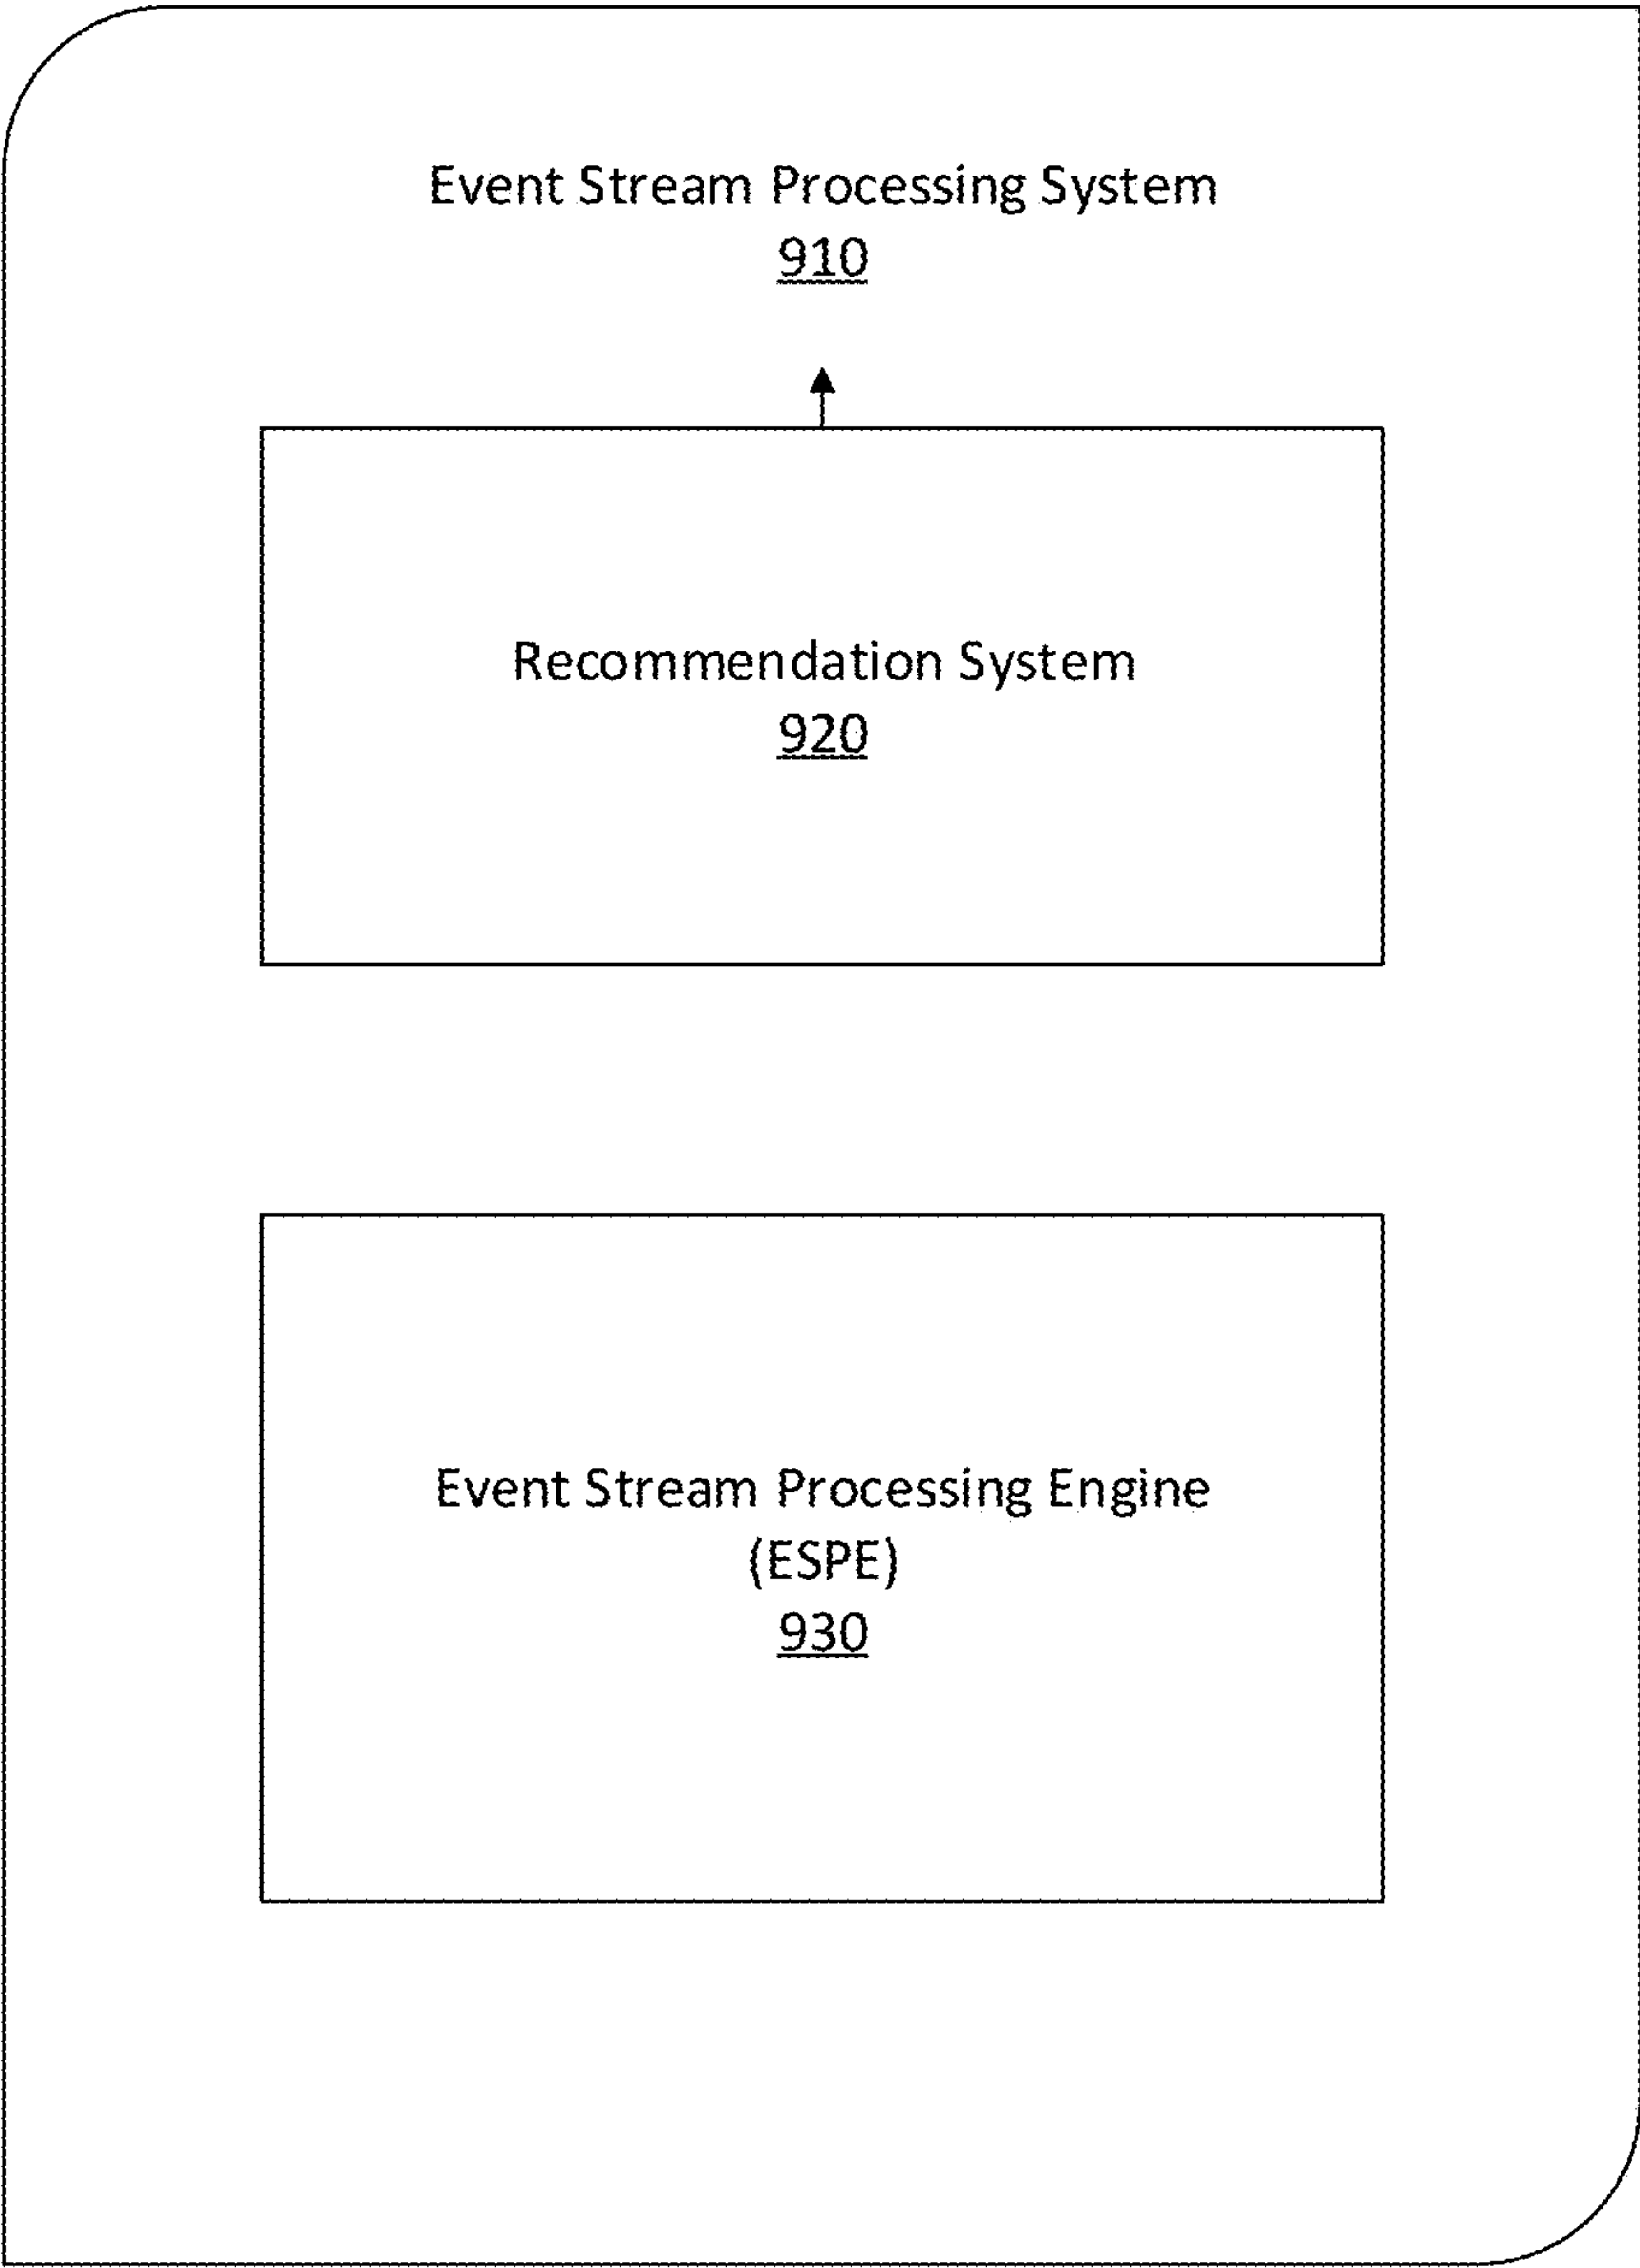 Event Stream Processing System
910
Recommendation System
920
Event Stream Processing Engine
(ESPE)
930